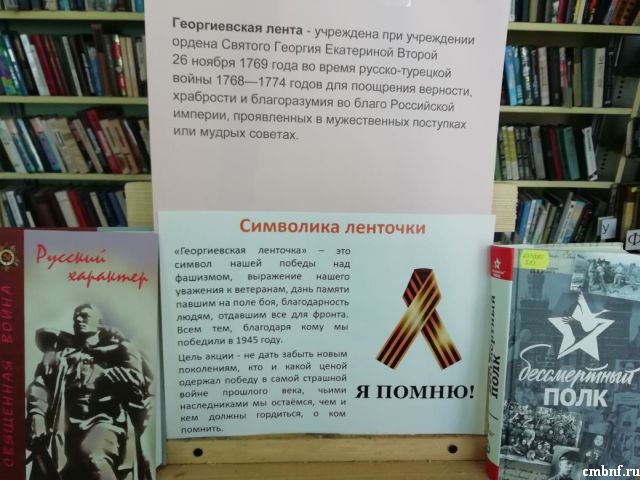 Георгиевская лента - учреждена при учреждении
ордена Святого Георгия Екатериной Второй
26 ноября 1769 года во время русско-турецкой
войны 1768—1774 годов для поощрения верности,
храбрости и благоразумия во благо Российской
империи, проявленных в мужественных поступках
или мудрых советах.
Символика ленточки
«Георгиевская ленточка» – это
символ нашей победы над
фашизмом, выражение нашего
уважения к ветеранам, дань памяти
павшим на поле боя, благодарность
людям, отдавшим все для фронта.
Всем тем, благодаря кому мы
победили в 1945 году.
Цель акции - не дать забыть новым
поколениям, кто и какой ценой
одержал победу в самой страшной
войне прошлого века, чьими
наследниками мы остаёмся, чем и
кем должны гордиться, о ком
помнить.
Я ПОМНЮ!
СВЯЩЕННАЯ ВОЙНА
Русский
характер
бессмертный
ПОЛК
бессмертный
ПОЛК
У
Ф
cmbnf.ru